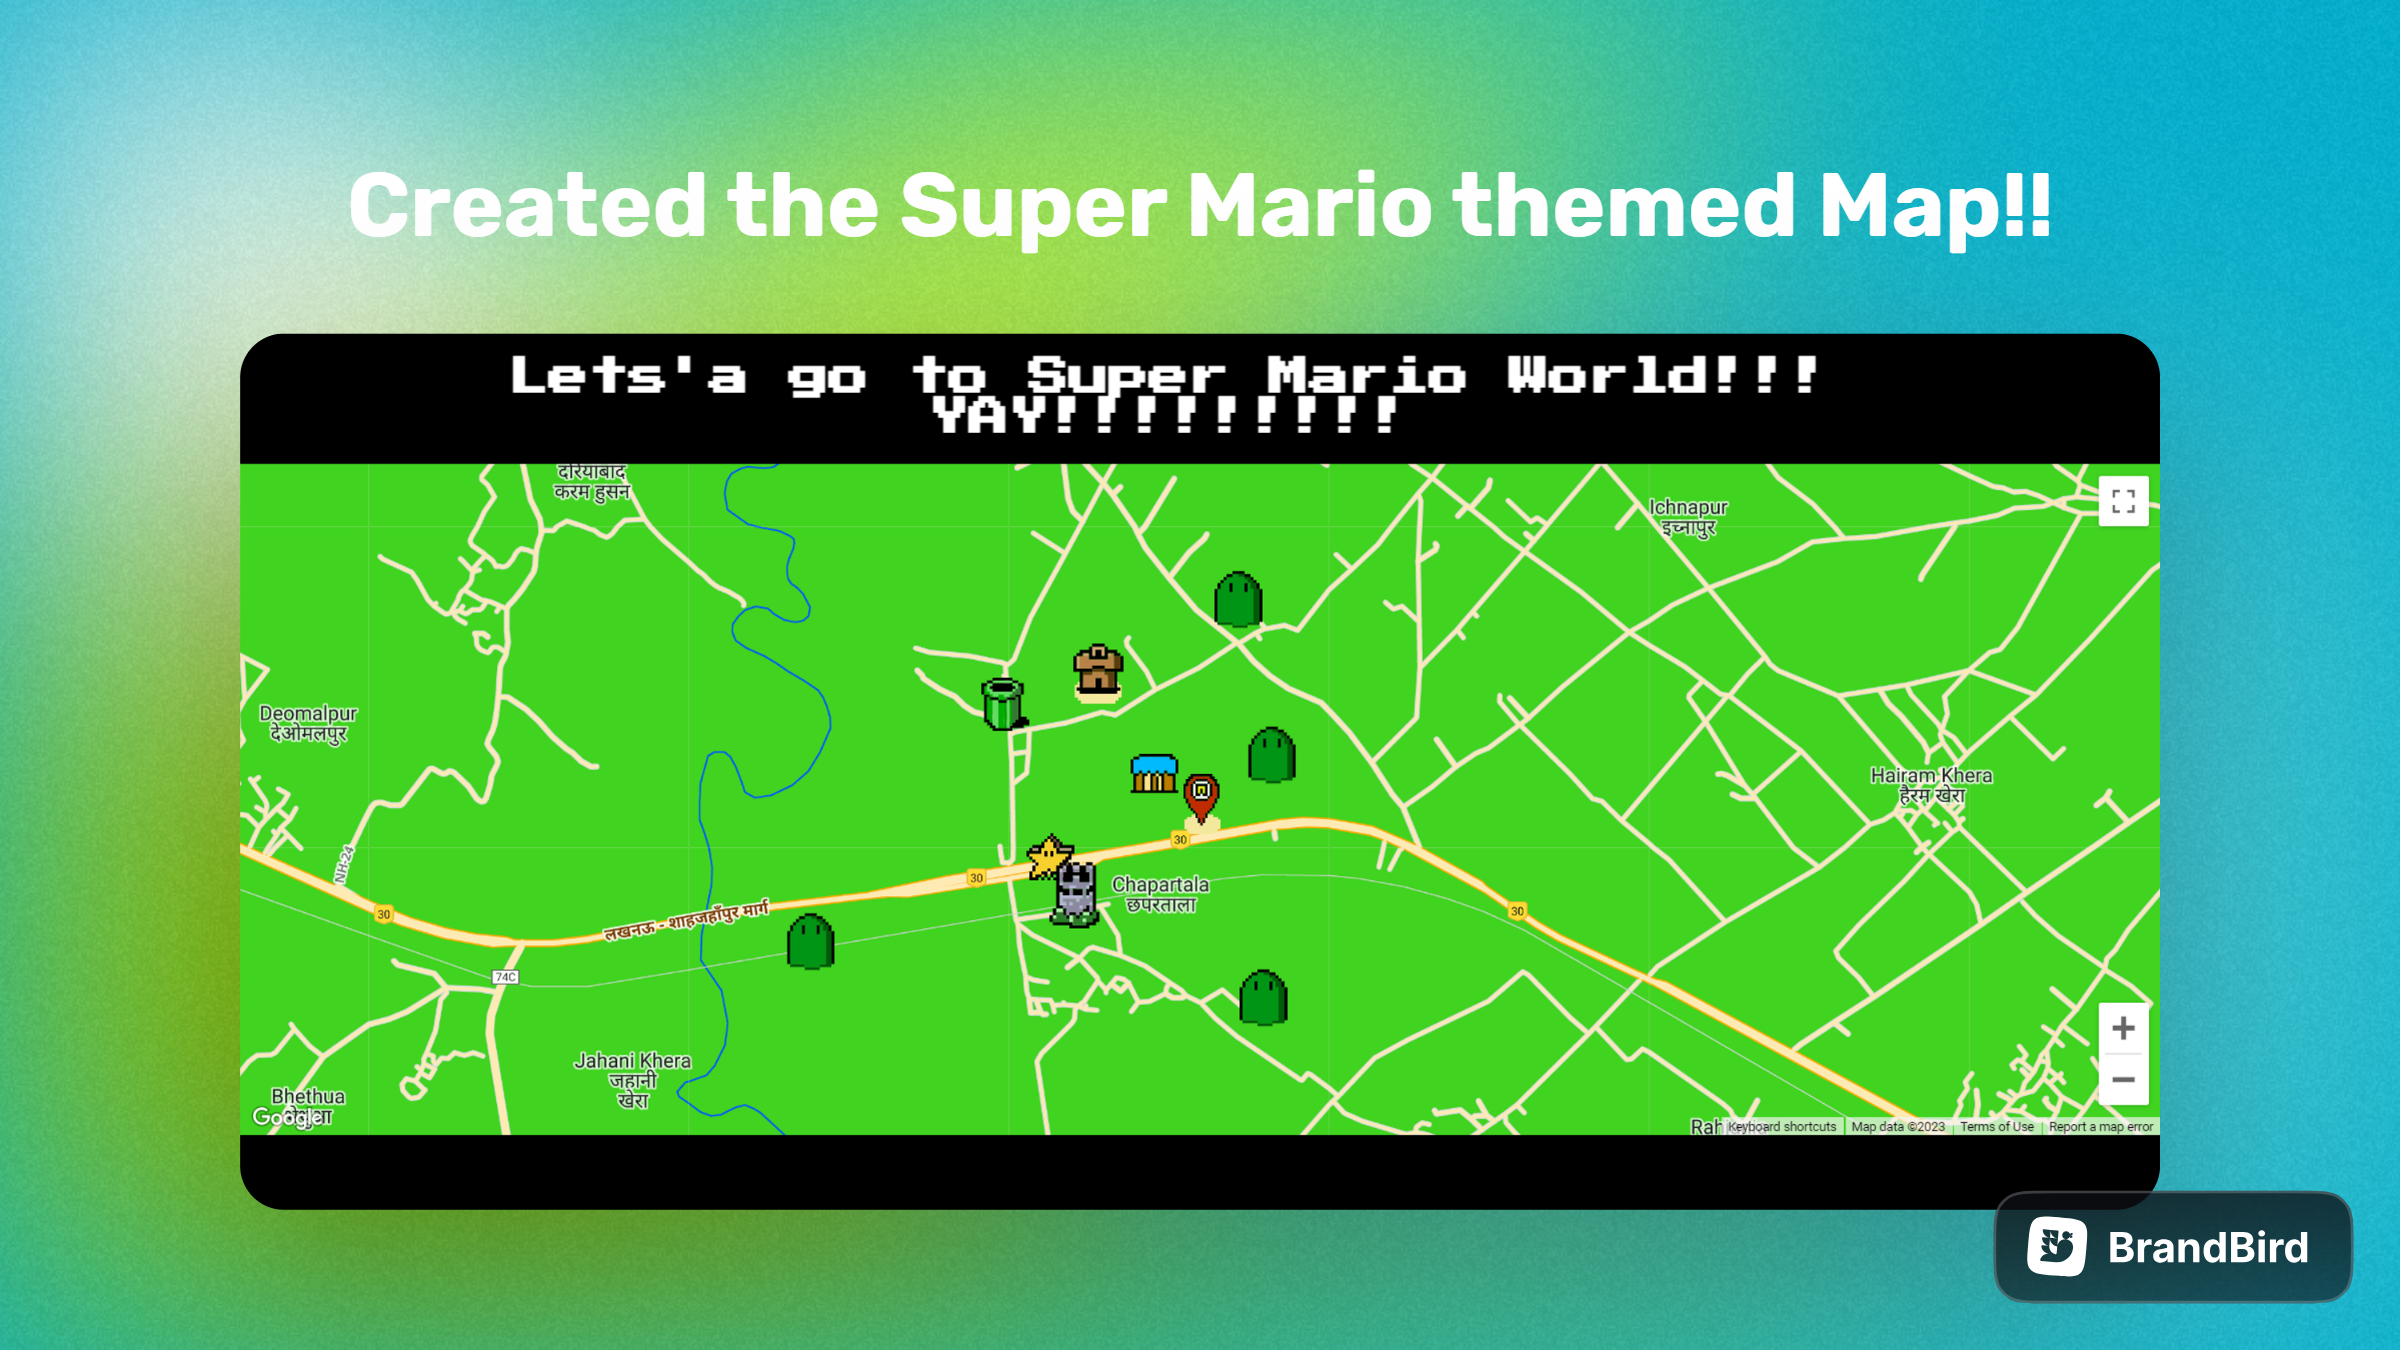 Created the Super Mario themed Map!!
Lets'a go to Super Mario World!!!
YAY!!!!!!!!!
दरियाबाद
करम हुसन
Ichnapur
इच्नापुर
Deomalpur
देओमलपुर
Hairam Khera
हैरम खेरा
NH-24
30
30
30
30
Chapartala
छपरताला
लखनऊ - शाहजहाँपुर मार्ग
74C
Jahani Khera
जहानी
खेरा
Bhethua
Google
Keyboard shortcuts
Map data ©2023
Terms of Use
Report a map error
BrandBird